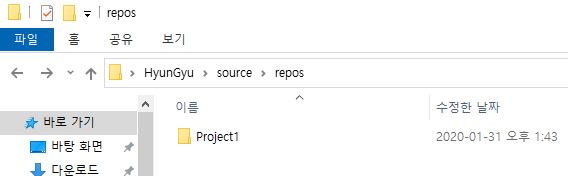 repos
파일 홈 공유 보기
HyunGyu source repos
이름 수정한 날짜
바로 가기
Project1 2020-01-31 오후 1:43
바탕 화면
다운로드